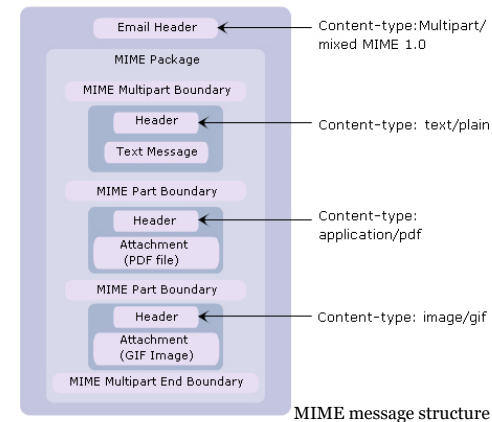 Email Header
Content-type:Multipart/
mixed MIME 1.0
MIME Package
MIME Multipart Boundary
Header
Content-type: text/plain
Text Message
MIME Part Boundary
Header
Content-type:
application/pdf
Attachment
(PDF file)
MIME Part Boundary
Header
Content-type: image/gif
Attachment
(GIF Image)
MIME Multipart End Boundary
MIME message structure